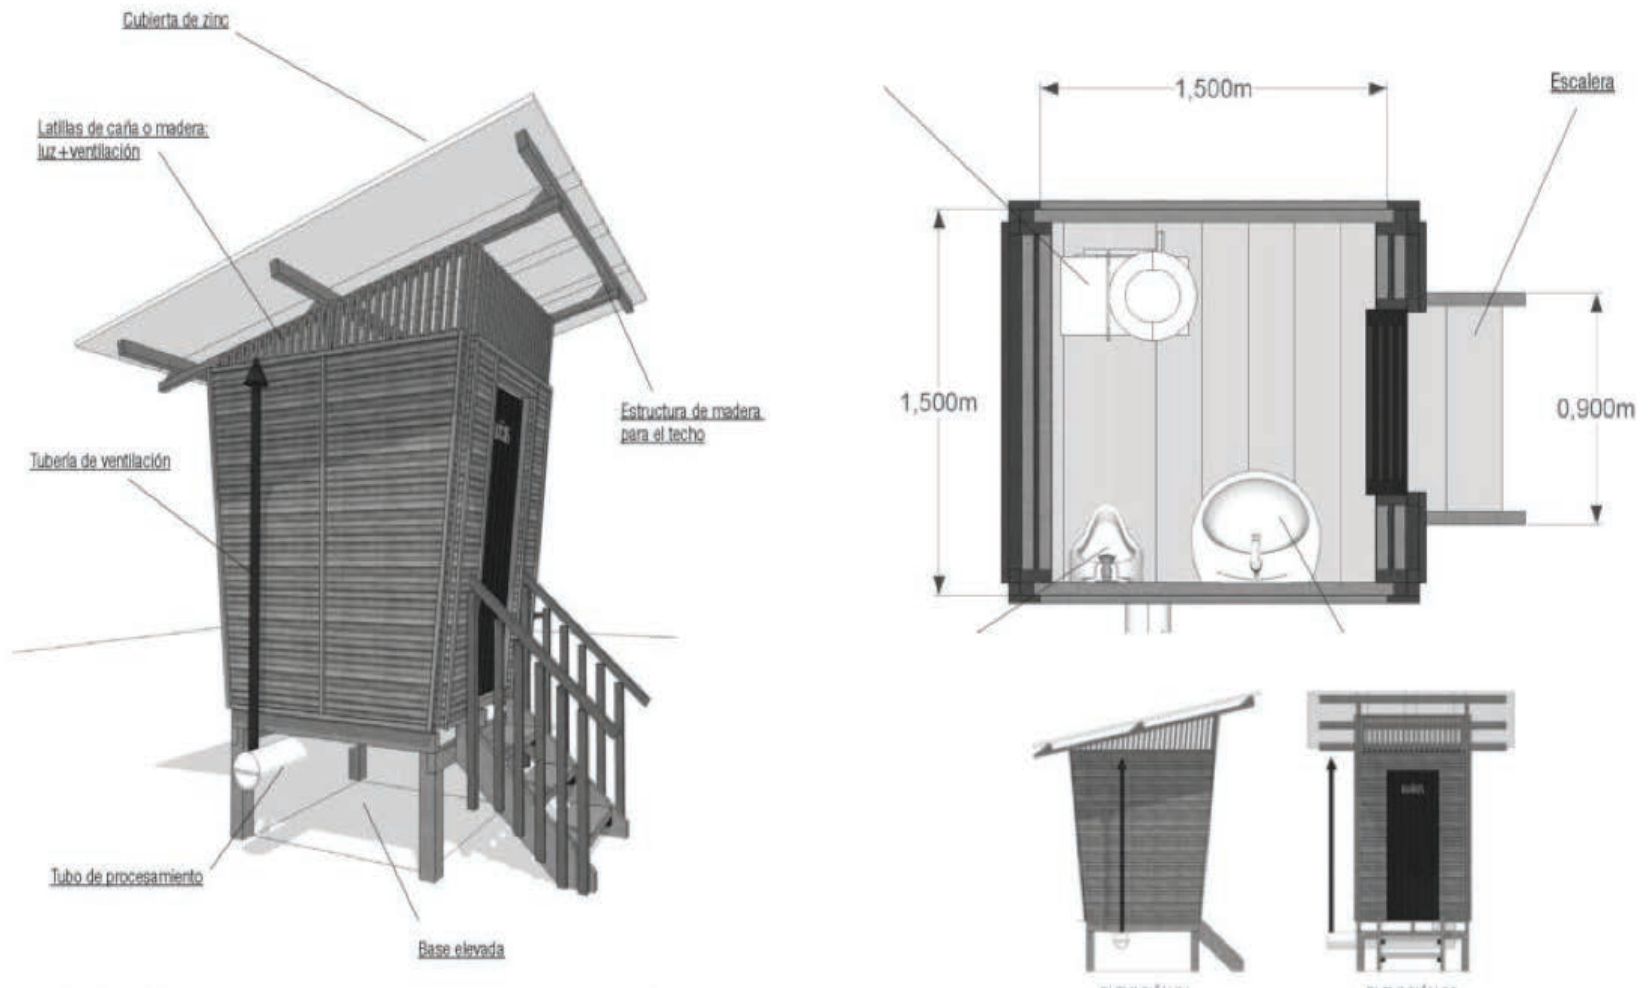 Cubierta de zinc
Latillas de caña o madera:
luz+ventilación
Tubería de ventilación
Estructura de madera
para el techo
Tubo de procesamiento
Base elevada
1,500m
Escalera
1,500m
0,900m